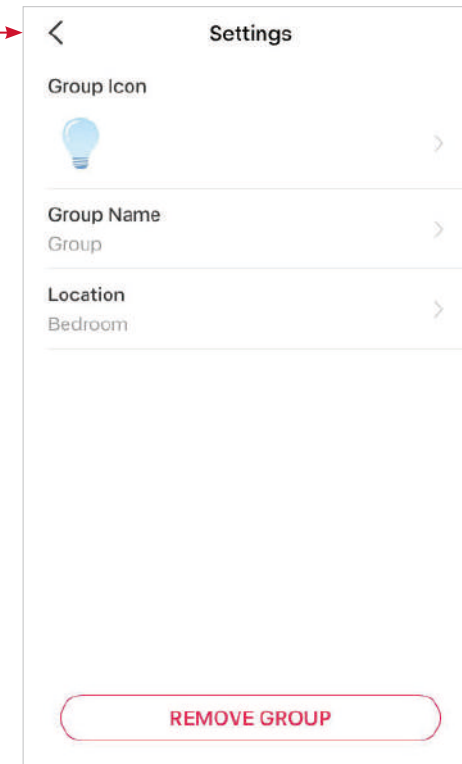 Settings
Group Icon
Group Name
Group
Location
Bedroom
REMOVE GROUP